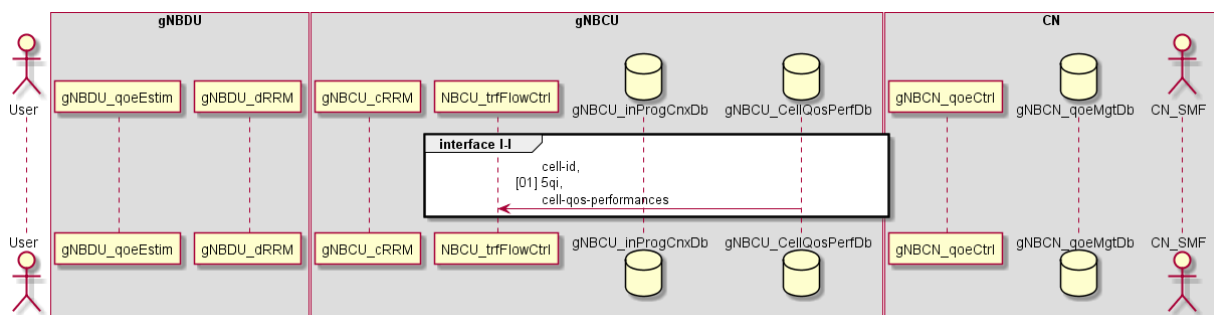 gNBDU
gNBCU
CN
User
gNBDU_qoeEstim
gNBDU_dRRM
gNBCU_cRRM
NBCU_trfFlowCtrl
gNBCU_inProgCnxDb
gNBCU_CellQosPerfDb
gNBCN_qoeCtrl
gNBCN_qoeMgtDb
CN_SMF
interface I-I
cell-id,
[01] 5qi,
cell-qos-performances
User
gNBDU_qoeEstim
gNBDU_dRRM
gNBCU_cRRM
NBCU_trfFlowCtrl
gNBCU_inProgCnxDb
gNBCU_CellQosPerfDb
gNBCN_qoeCtrl
gNBCN_qoeMgtDb
CN_SMF